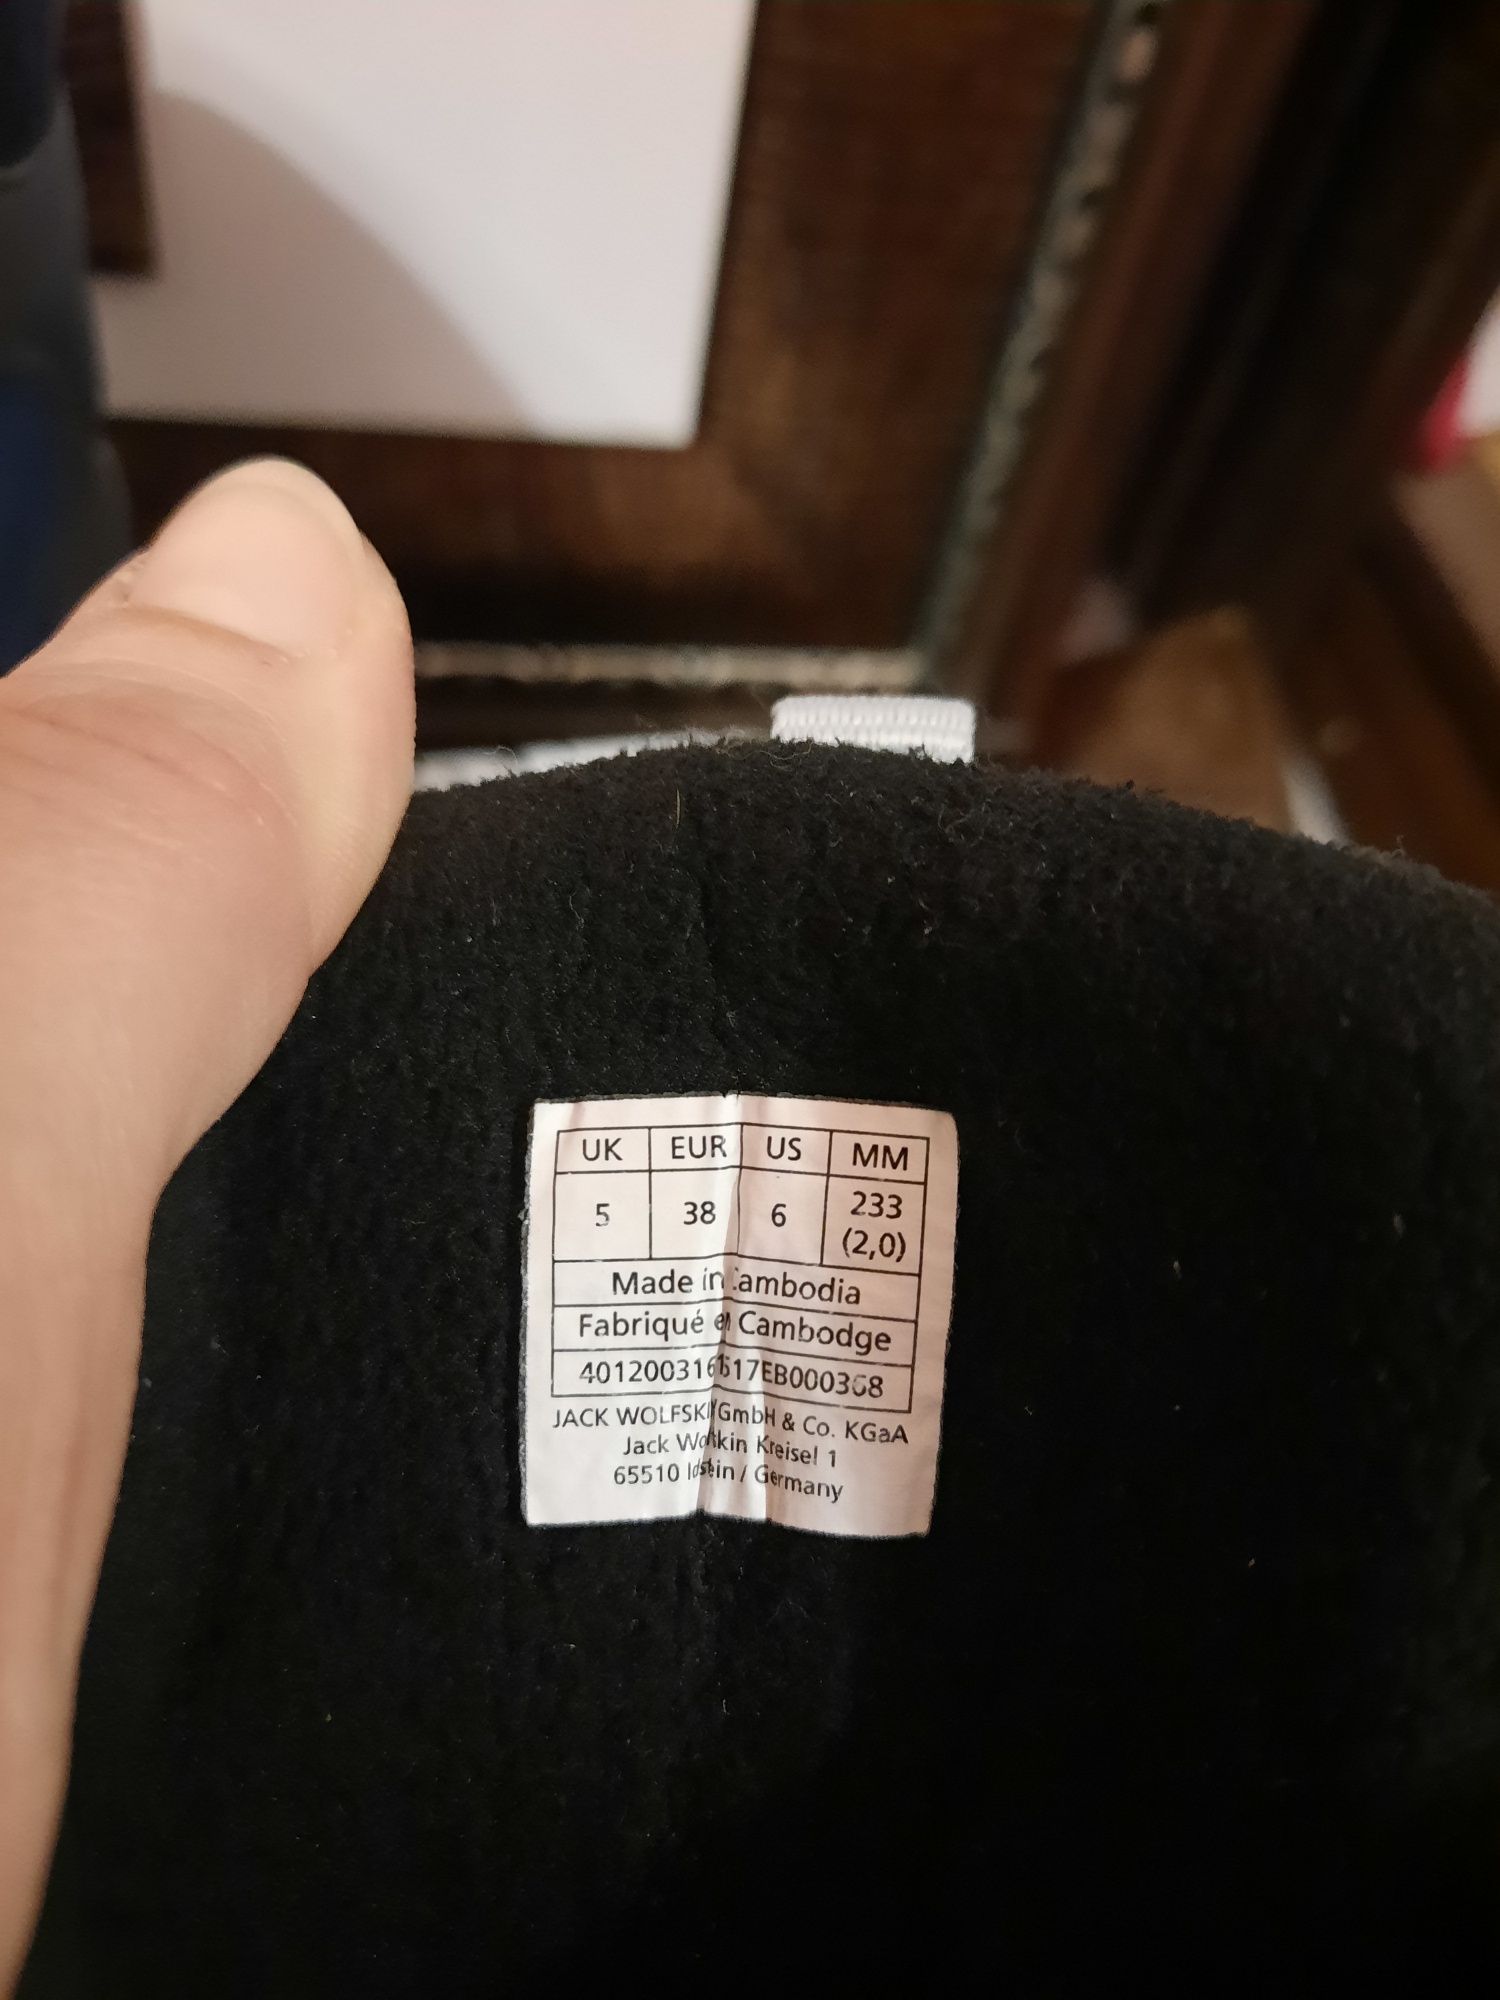 UK EUR US MM
5 38 6 233
(2,0)
Made in Cambodia
Fabriqué en Cambodge
JACK WOLFSKIN GmbH & Co. KGaA
Jack Wolfskin Kreisel 1
65510 Idstein / Germany